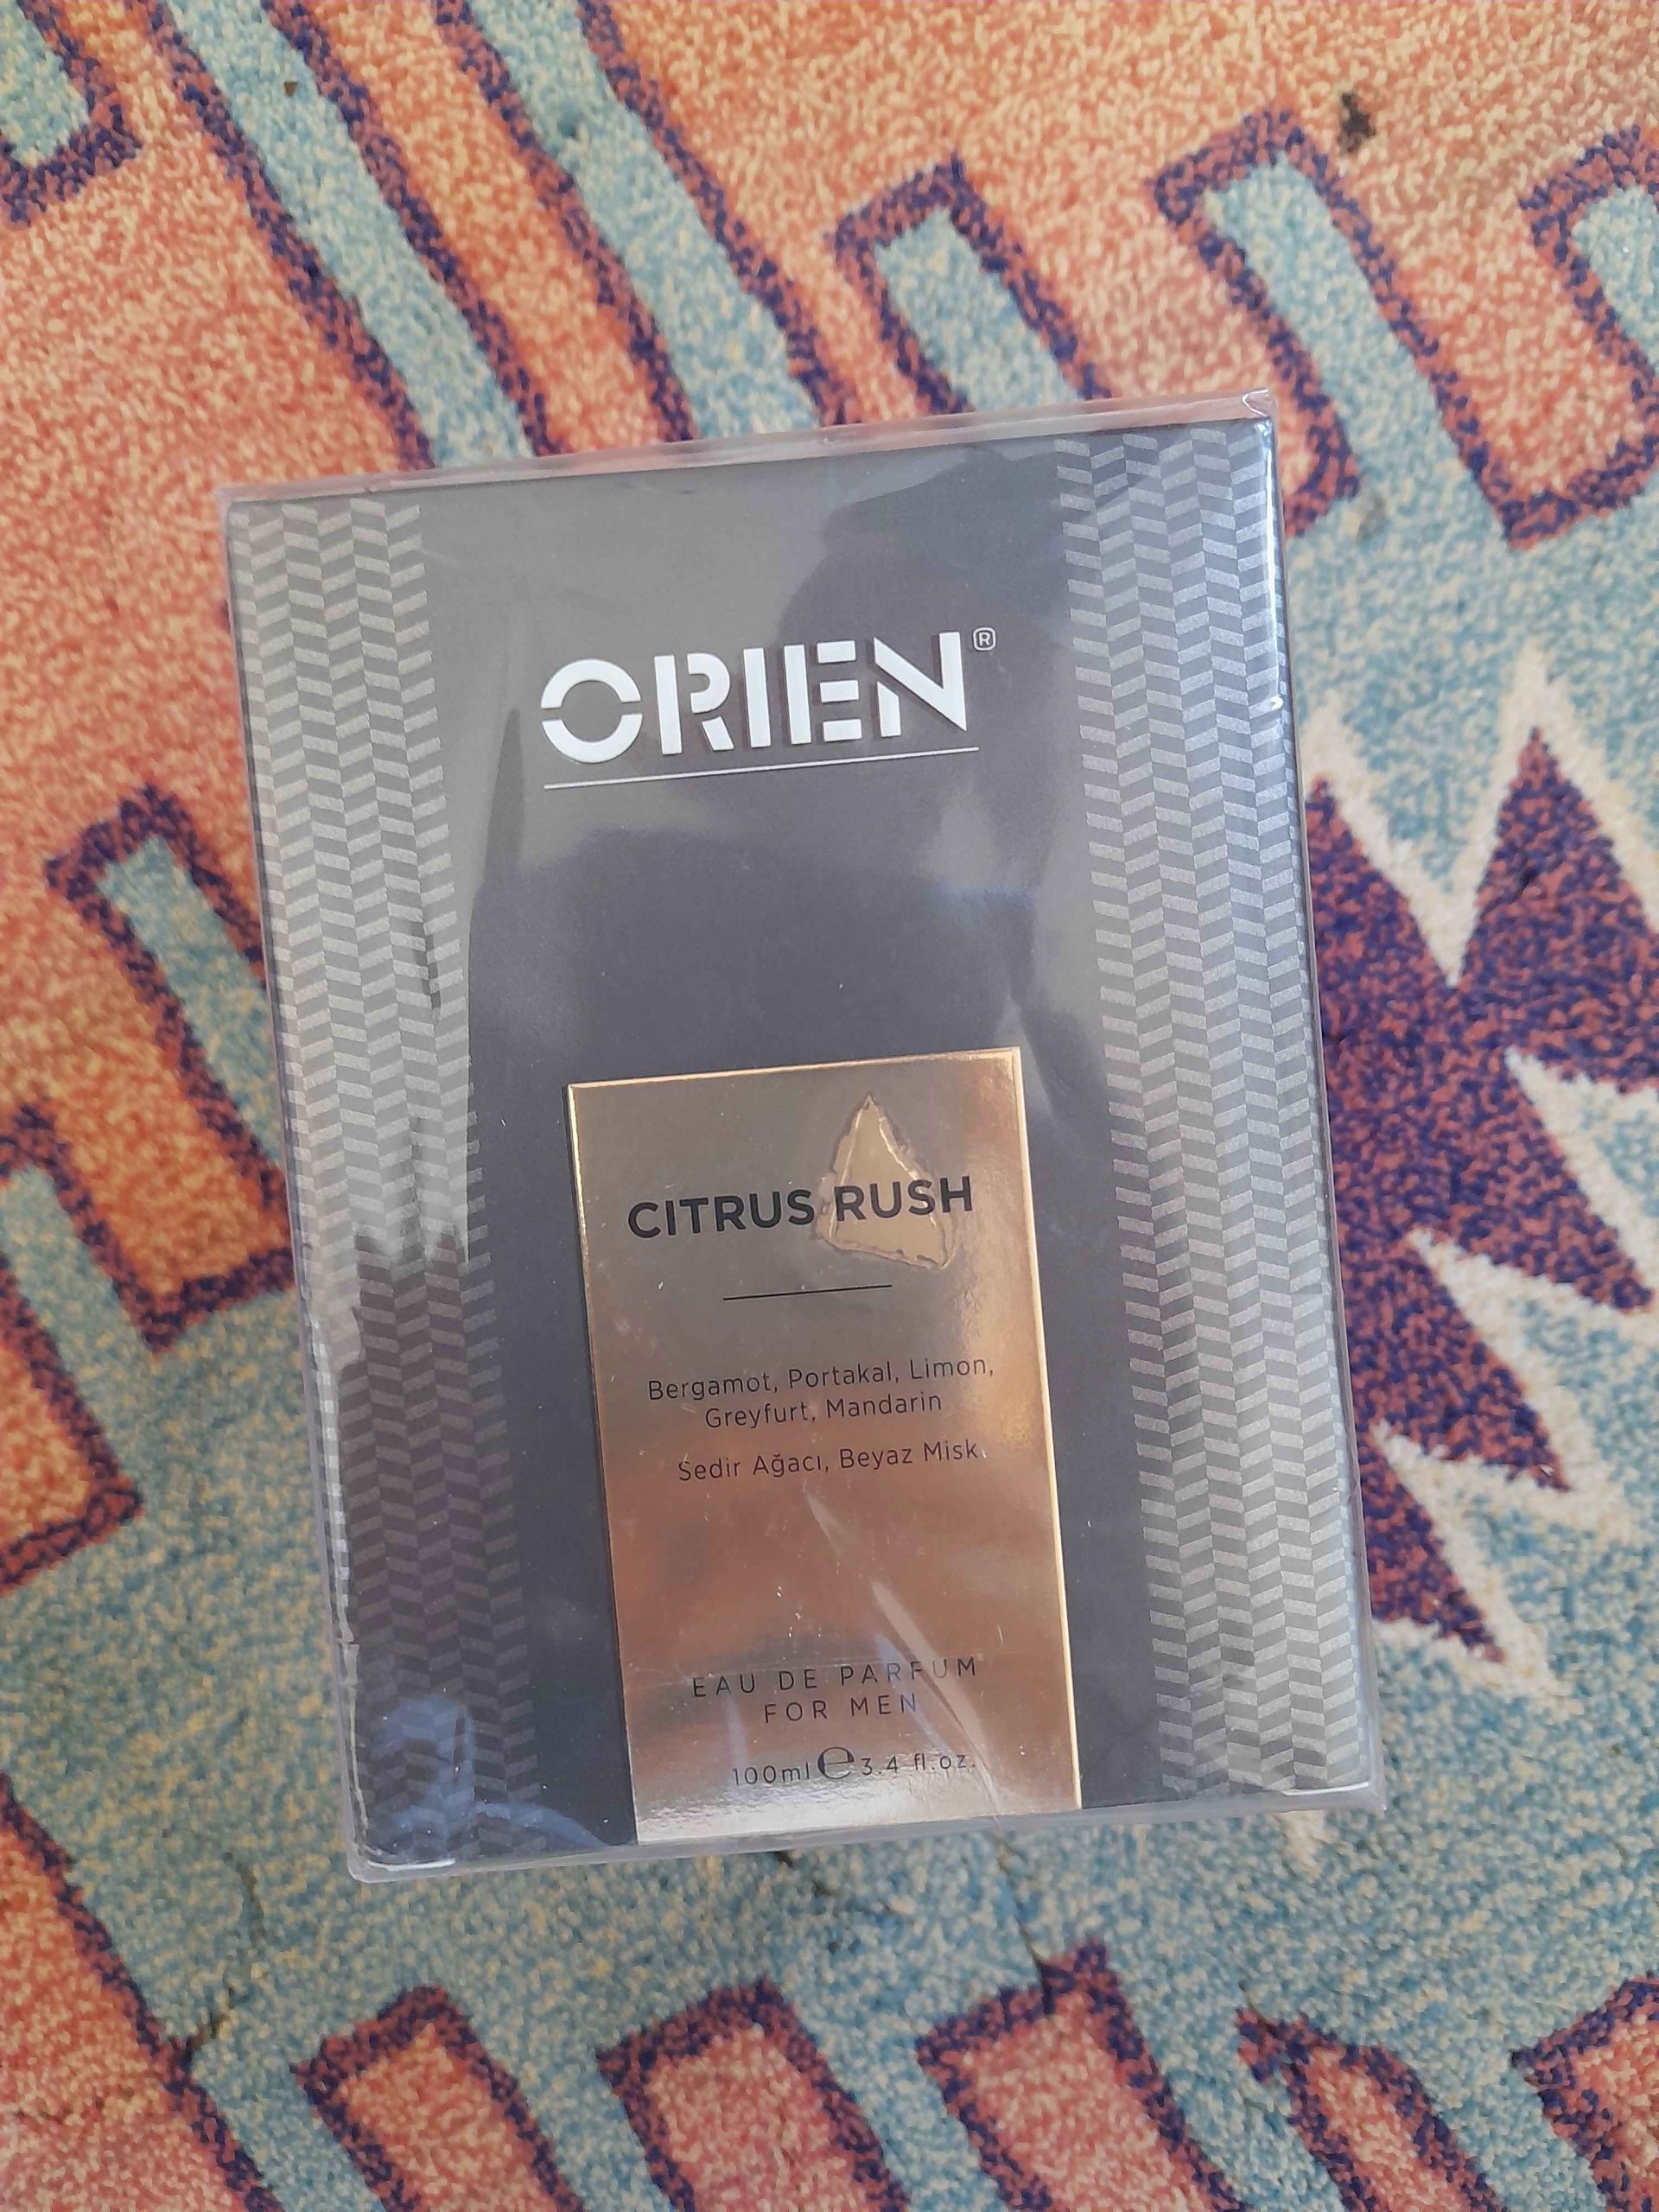 ORIEN®
CITRUS RUSH
Bergamot, Portakal, Limon,
Greyfurt, Mandarin
Sedir Ağacı, Beyaz Misk
EAU DE PARFUM
FOR MEN
100ml ℮ 3.4 fl.oz.